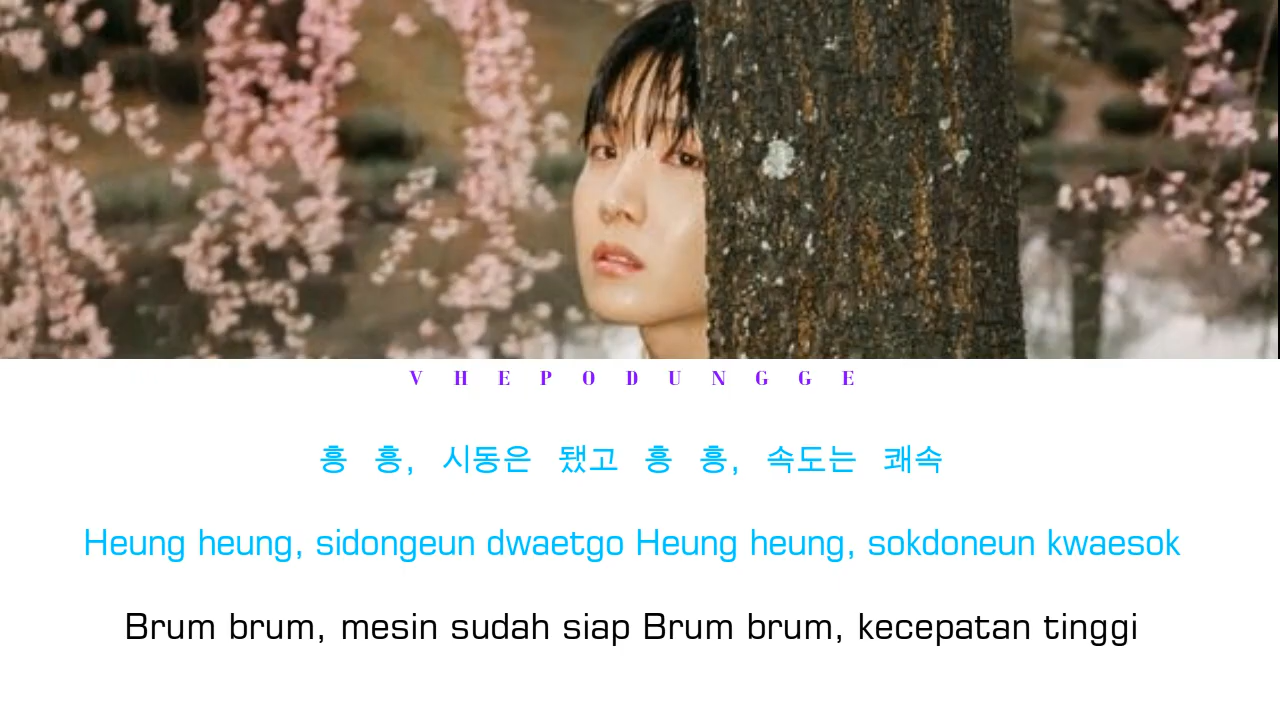 VHEPODUNGGE
흥 흥, 시동은 됐고 흥 흥, 속도는 쾌속
Heung heung, sidongeun dwaetgo Heung heung, sokdoneun kwaesok
Brum brum, mesin sudah siap Brum brum, kecepatan tinggi